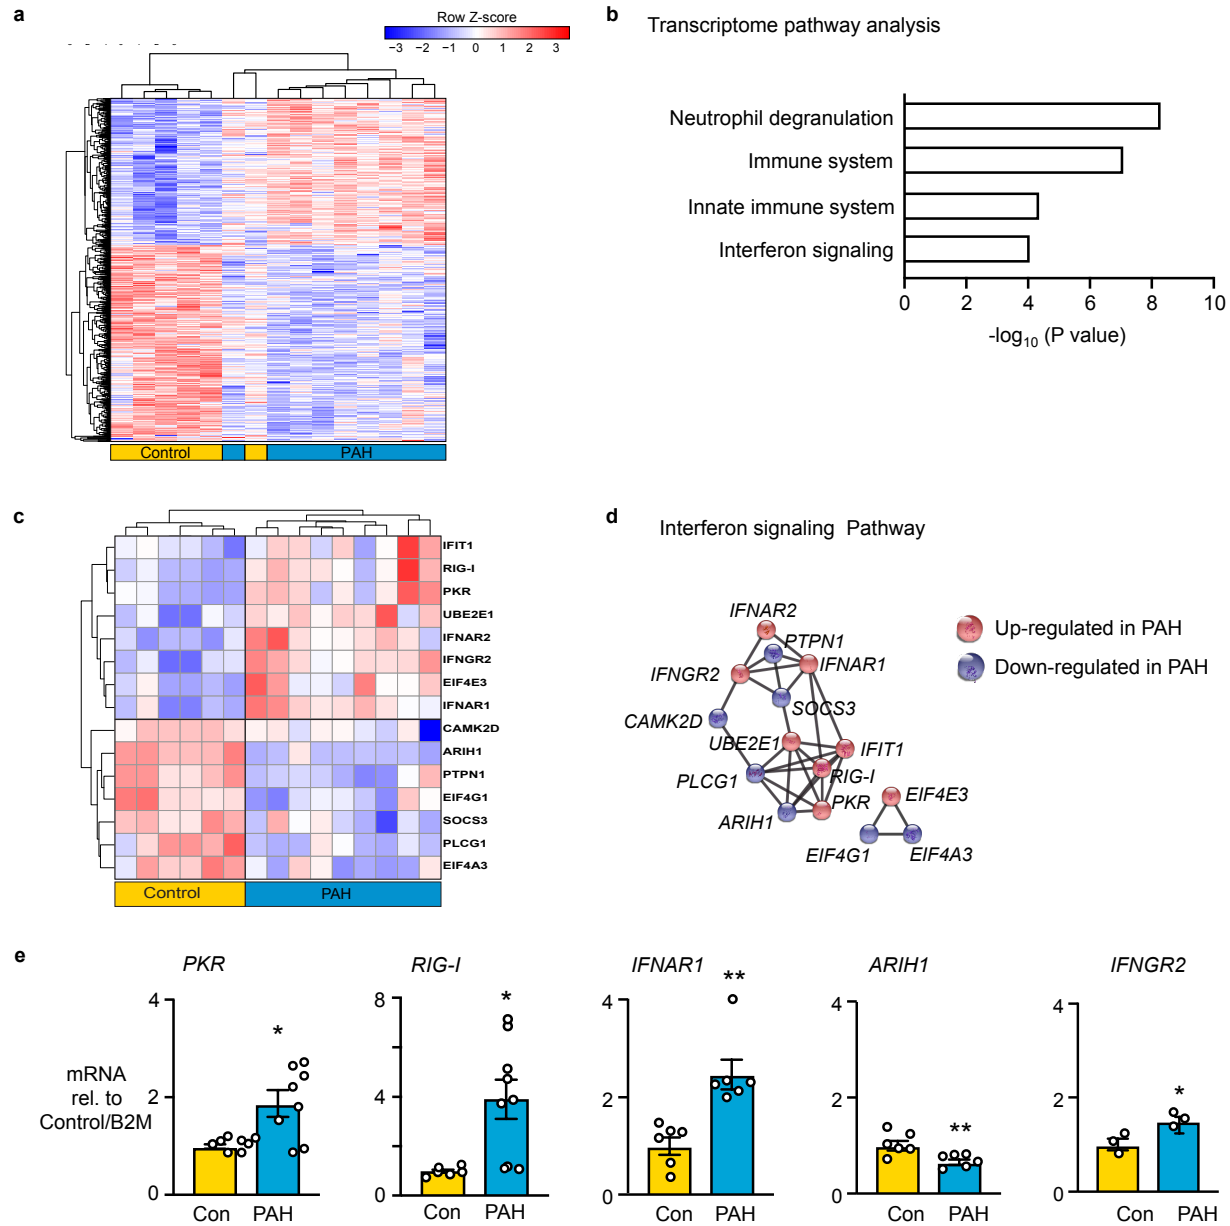 a
Row Z-score
−3 −2 −1 0 1 2 3
Control
PAH
b
Transcriptome pathway analysis
Neutrophil degranulation
Immune system
Innate immune system
Interferon signaling
0 2 4 6 8 10
-log10 (P value)
c
IFIT1
RIG-I
PKR
UBE2E1
IFNAR2
IFNGR2
EIF4E3
IFNAR1
CAMK2D
ARIH1
PTPN1
EIF4G1
SOCS3
PLCG1
EIF4A3
Control
PAH
d
Interferon signaling Pathway
IFNAR2
PTPN1
IFNGR2
IFNAR1
SOCS3
CAMK2D
UBE2E1
IFIT1
PLCG1
RIG-I
PKR
ARIH1
EIF4E3
EIF4G1
EIF4A3
Up-regulated in PAH
Down-regulated in PAH
e
mRNA
rel. to
Control/B2M
PKR
4
2
0
*
Con PAH
RIG-I
8
4
0
*
Con PAH
IFNAR1
4
2
0
**
Con PAH
ARIH1
4
2
0
**
Con PAH
IFNGR2
4
2
0
*
Con PAH